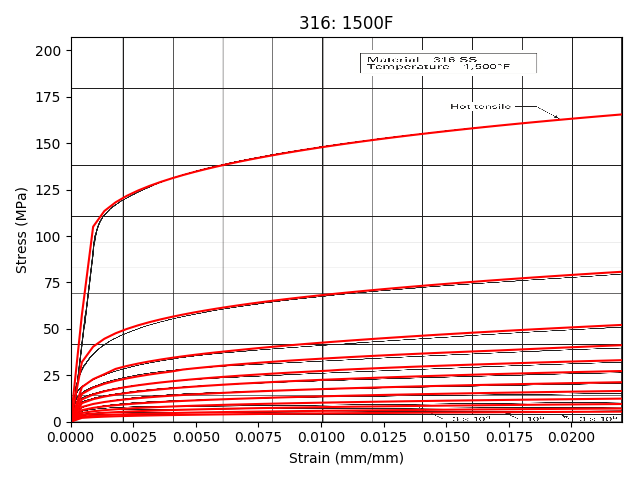 316: 1500F
Material 316 SS
Temperature 1,500°F
Hot tensile
Stress (MPa)
200
175
150
125
100
75
50
25
0
0.0000 0.0025 0.0050 0.0075 0.0100 0.0125 0.0150 0.0175 0.0200
Strain (mm/mm)